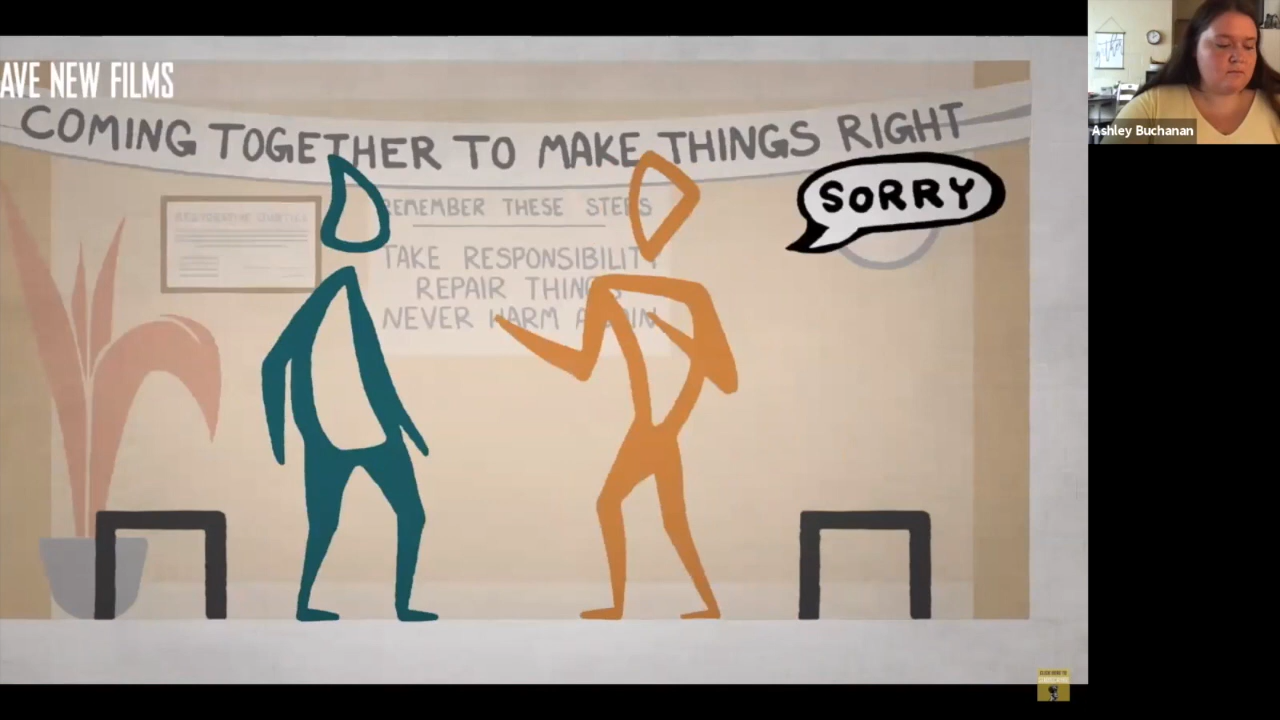 AVE NEW FILMS
COMING TOGETHER TO MAKE THINGS RIGHT
SORRY
REMEMBER THESE STEPS
TAKE RESPONSIBILITY
REPAIR THINGS
NEVER HARM AGAIN
Ashley Buchanan